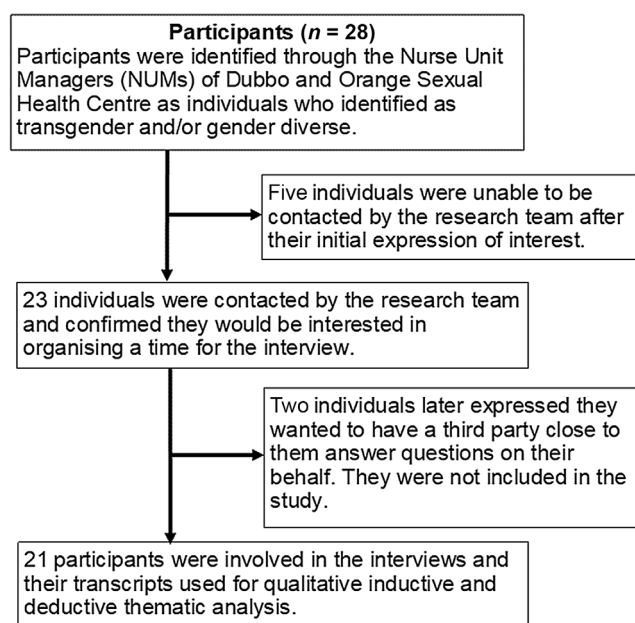 Participants (n = 28)
Participants were identified through the Nurse Unit
Managers (NUMs) of Dubbo and Orange Sexual
Health Centre as individuals who identified as
transgender and/or gender diverse.
Five individuals were unable to be
contacted by the research team after
their initial expression of interest.
23 individuals were contacted by the research team
and confirmed they would be interested in
organising a time for the interview.
Two individuals later expressed they
wanted to have a third party close to
them answer questions on their
behalf. They were not included in the
study.
21 participants were involved in the interviews and
their transcripts used for qualitative inductive and
deductive thematic analysis.